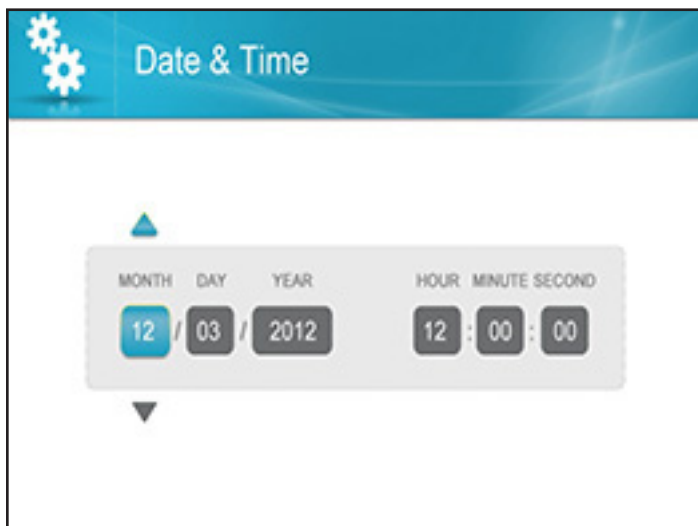 Date & Time
MONTH DAY YEAR HOUR MINUTE SECOND
12 / 03 / 2012 12 : 00 : 00